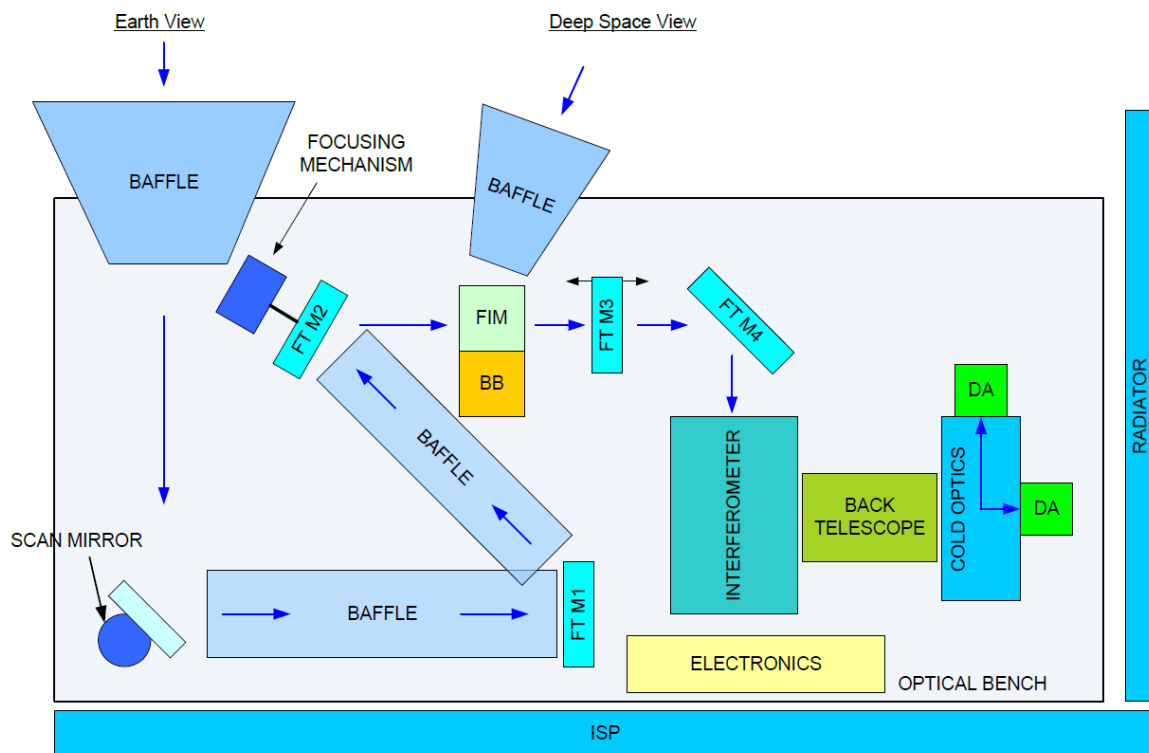 Earth View
Deep Space View
FOCUSING
MECHANISM
BAFFLE
BAFFLE
FT M2
FIM
BB
FT M3
FT M4
BAFFLE
DA
RADIATOR
INTERFEROMETER
BACK
TELESCOPE
COLD OPTICS
DA
SCAN MIRROR
BAFFLE
FT M1
ELECTRONICS
OPTICAL BENCH
ISP